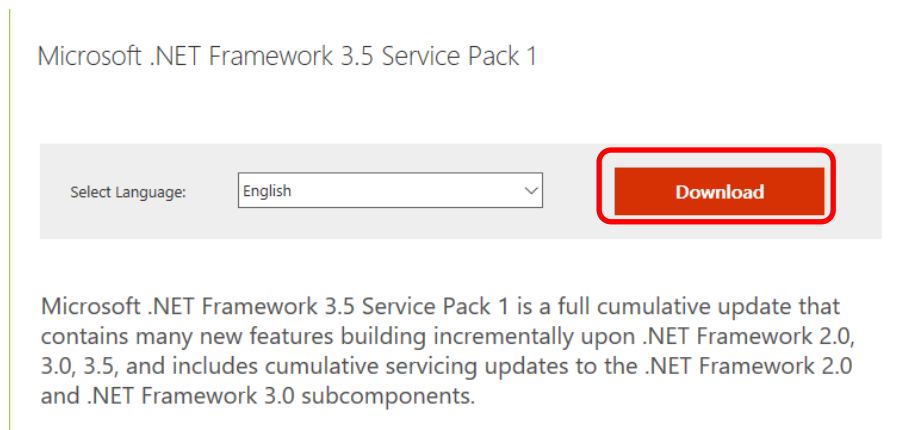 Microsoft .NET Framework 3.5 Service Pack 1
Select Language:
English
Download
Microsoft .NET Framework 3.5 Service Pack 1 is a full cumulative update that
contains many new features building incrementally upon .NET Framework 2.0,
3.0, 3.5, and includes cumulative servicing updates to the .NET Framework 2.0
and .NET Framework 3.0 subcomponents.